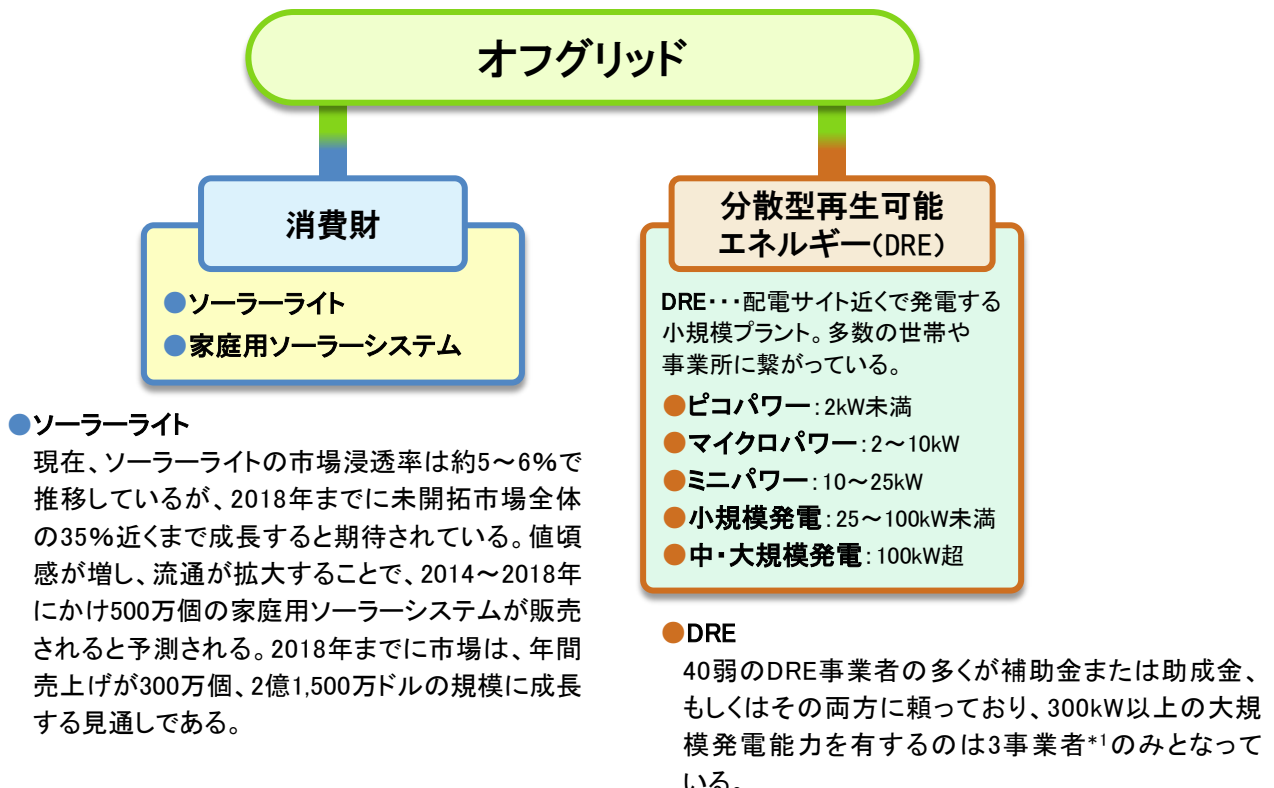 オフグリッド
消費財
●ソーラーライト
●家庭用ソーラーシステム
●ソーラーライト
現在、ソーラーライトの市場浸透率は約5～6%で
推移しているが、2018年までに未開拓市場全体
の35%近くまで成長すると期待されている。値頃
感が増し、流通が拡大することで、2014～2018年
にかけ500万個の家庭用ソーラーシステムが販売
されると予測される。2018年までに市場は、年間
売上げが300万個、2億1,500万ドルの規模に成長
する見通しである。
分散型再生可能
エネルギー(DRE)
DRE・・・配電サイト近くで発電する
小規模プラント。多数の世帯や
事業所に繋がっている。
●ピコパワー：2kW未満
●マイクロパワー：2～10kW
●ミニパワー：10～25kW
●小規模発電：25～100kW未満
●中・大規模発電：100kW超
●DRE
40弱のDRE事業者の多くが補助金または助成金、
もしくはその両方に頼っており、300kW以上の大規
模発電能力を有するのは3事業者*1のみとなって
いる。